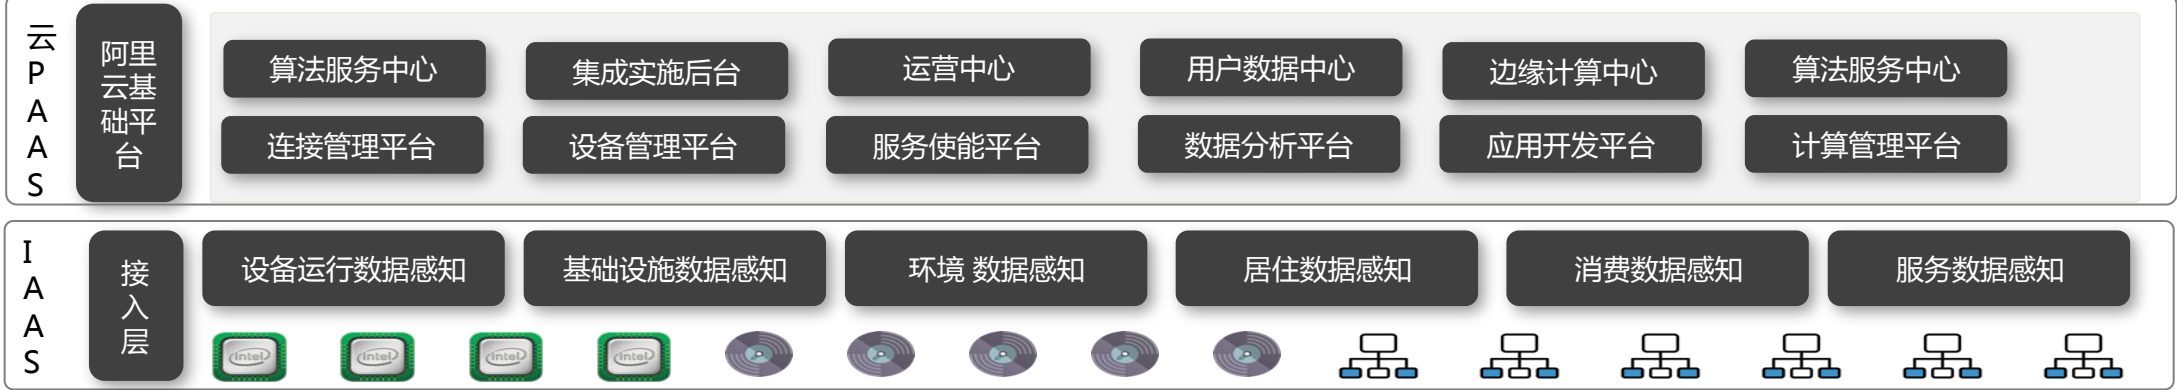 云
P
A
A
S
阿里
云基
础平
台
算法服务中心
集成实施后台
运营中心
用户数据中心
边缘计算中心
算法服务中心
连接管理平台
设备管理平台
服务使能平台
数据分析平台
应用开发平台
计算管理平台
I
A
A
S
接
入
层
设备运行数据感知
基础设施数据感知
环境 数据感知
居住数据感知
消费数据感知
服务数据感知
intel
intel
intel
intel